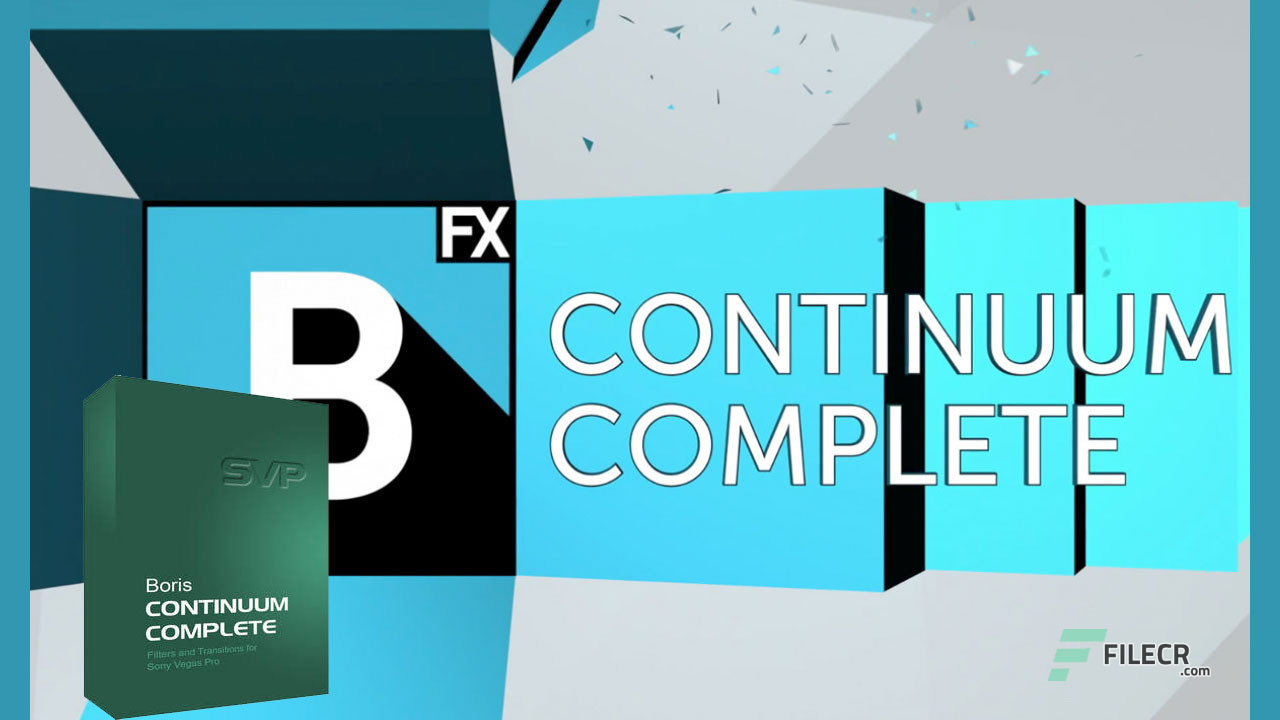 FX
B
CONTINUUM
COMPLETE
SVP
Boris
CONTINUUM
COMPLETE
Filters and Transitions for
Sony Vegas Pro
FILECR
.com